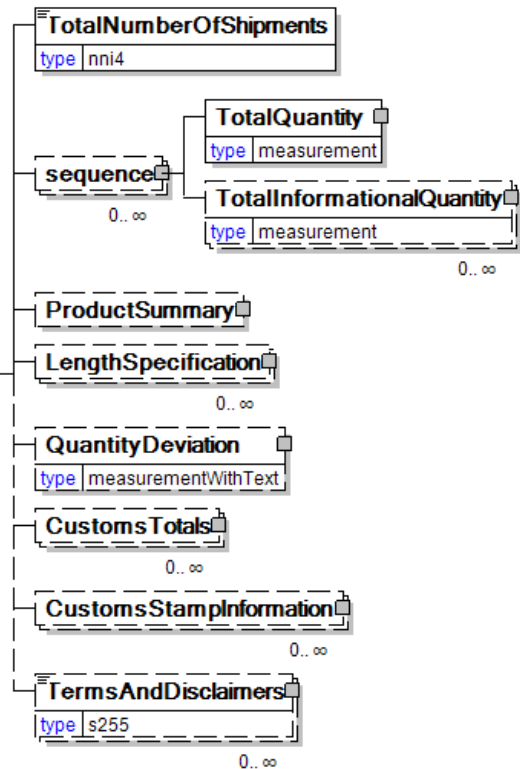 TotalNumberOfShipments
type nni4
TotalQuantity
type measurement
sequence
0.. ∞
TotalInformationalQuantity
type measurement
0.. ∞
ProductSummary
LengthSpecification
0.. ∞
QuantityDeviation
type measurementWithText
CustomsTotals
0.. ∞
CustomsStampInformation
0.. ∞
TermsAndDisclaimers
type s255
0.. ∞